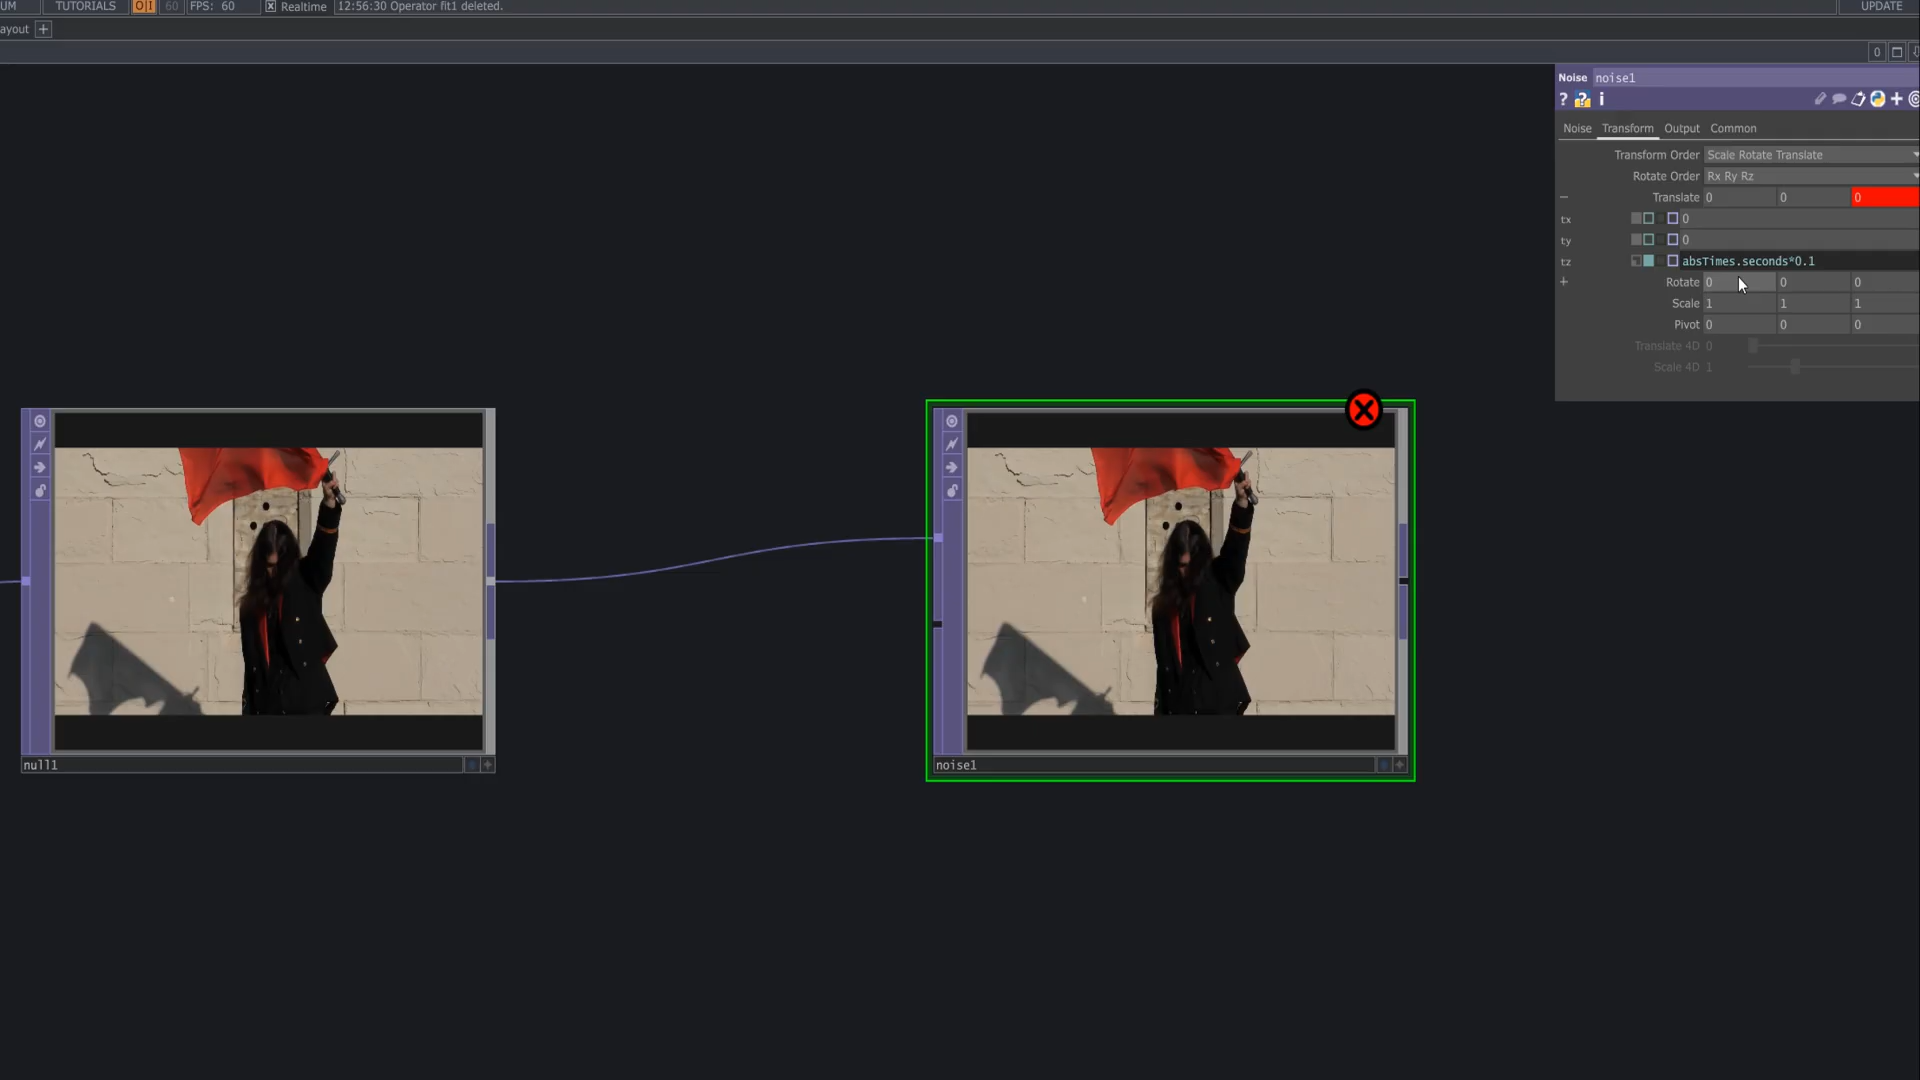 UM TUTORIALS O|I 60 FPS: 60 Realtime 12:56:30 Operator fit1 deleted. UPDATE
ayout +
0
Noise noise1
? ? i
Noise Transform Output Common
Transform Order Scale Rotate Translate
Rotate Order Rx Ry Rz
Translate 0 0 0
tx 0
ty 0
tz absTimes.seconds*0.1
Rotate 0 0 0
Scale 1 1 1
Pivot 0 0 0
Translate 4D 0
Scale 4D 1
null1
noise1